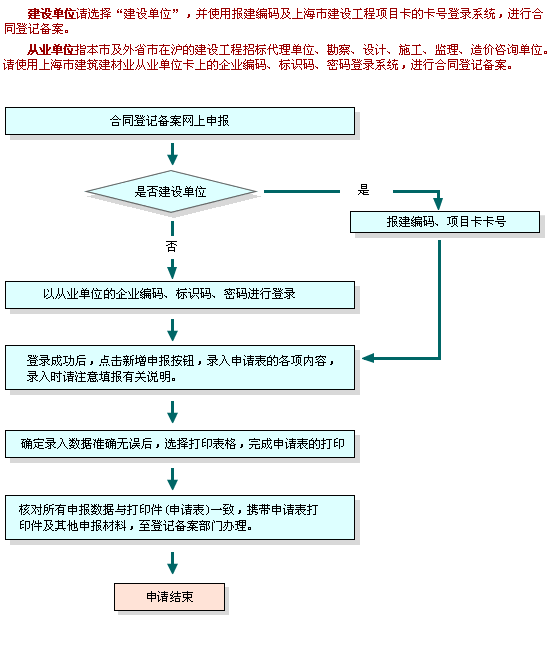 建设单位请选择“建设单位”，并使用报建编码及上海市建设工程项目卡的卡号登录系统，进行合
同登记备案。
从业单位指本市及外省市在沪的建设工程招标代理单位、勘察、设计、施工、监理、造价咨询单位。
请使用上海市建筑建材业从业单位卡上的企业编码、标识码、密码登录系统，进行合同登记备案。
合同登记备案网上申报
是否建设单位
是
报建编码、项目卡卡号
否
以从业单位的企业编码、标识码、密码进行登录
登录成功后，点击新增申报按钮，录入申请表的各项内容，
录入时请注意填报有关说明。
确定录入数据准确无误后，选择打印表格，完成申请表的打印
核对所有申报数据与打印件(申请表)一致，携带申请表打
印件及其他申报材料，至登记备案部门办理。
申请结束